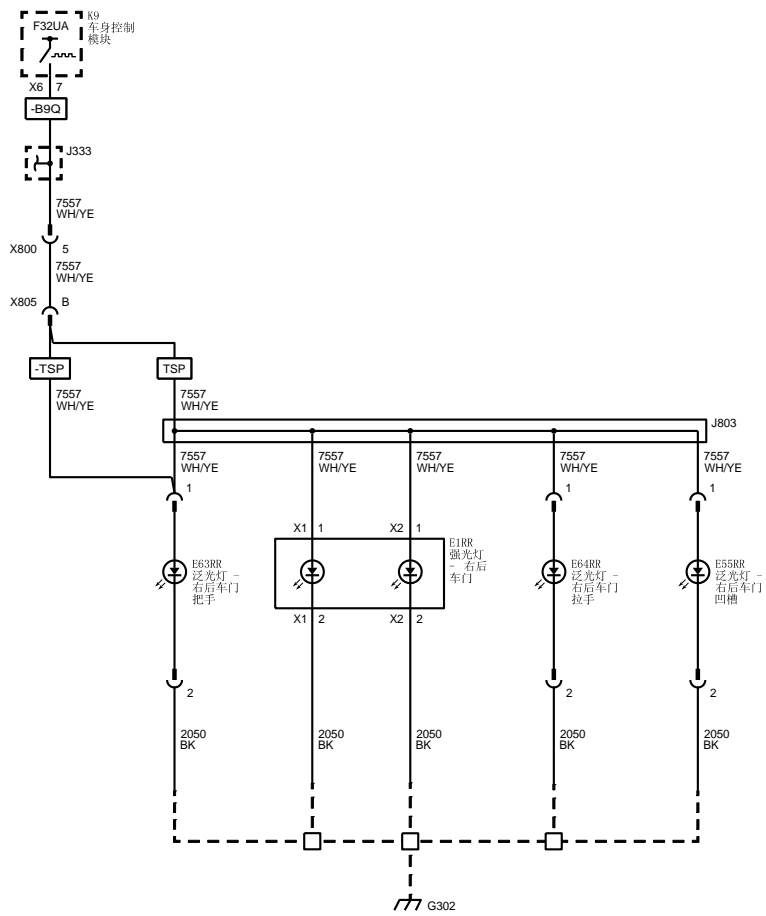 F32UA
K9
车身控制
模块
X6 7
-B9Q
J333
7557
WH/YE
X800 5
7557
WH/YE
X805 B
-TSP
TSP
7557
WH/YE
7557
WH/YE
J803
7557
WH/YE
7557
WH/YE
7557
WH/YE
7557
WH/YE
7557
WH/YE
1
1
1
X1 1
X2 1
E1RR
强光灯
- 右后
车门
E63RR
泛光灯 -
右后车门
把手
E64RR
泛光灯 -
右后车门
拉手
E55RR
泛光灯 -
右后车门
凹槽
X1 2
X2 2
2
2
2
2050
BK
2050
BK
2050
BK
2050
BK
2050
BK
G302